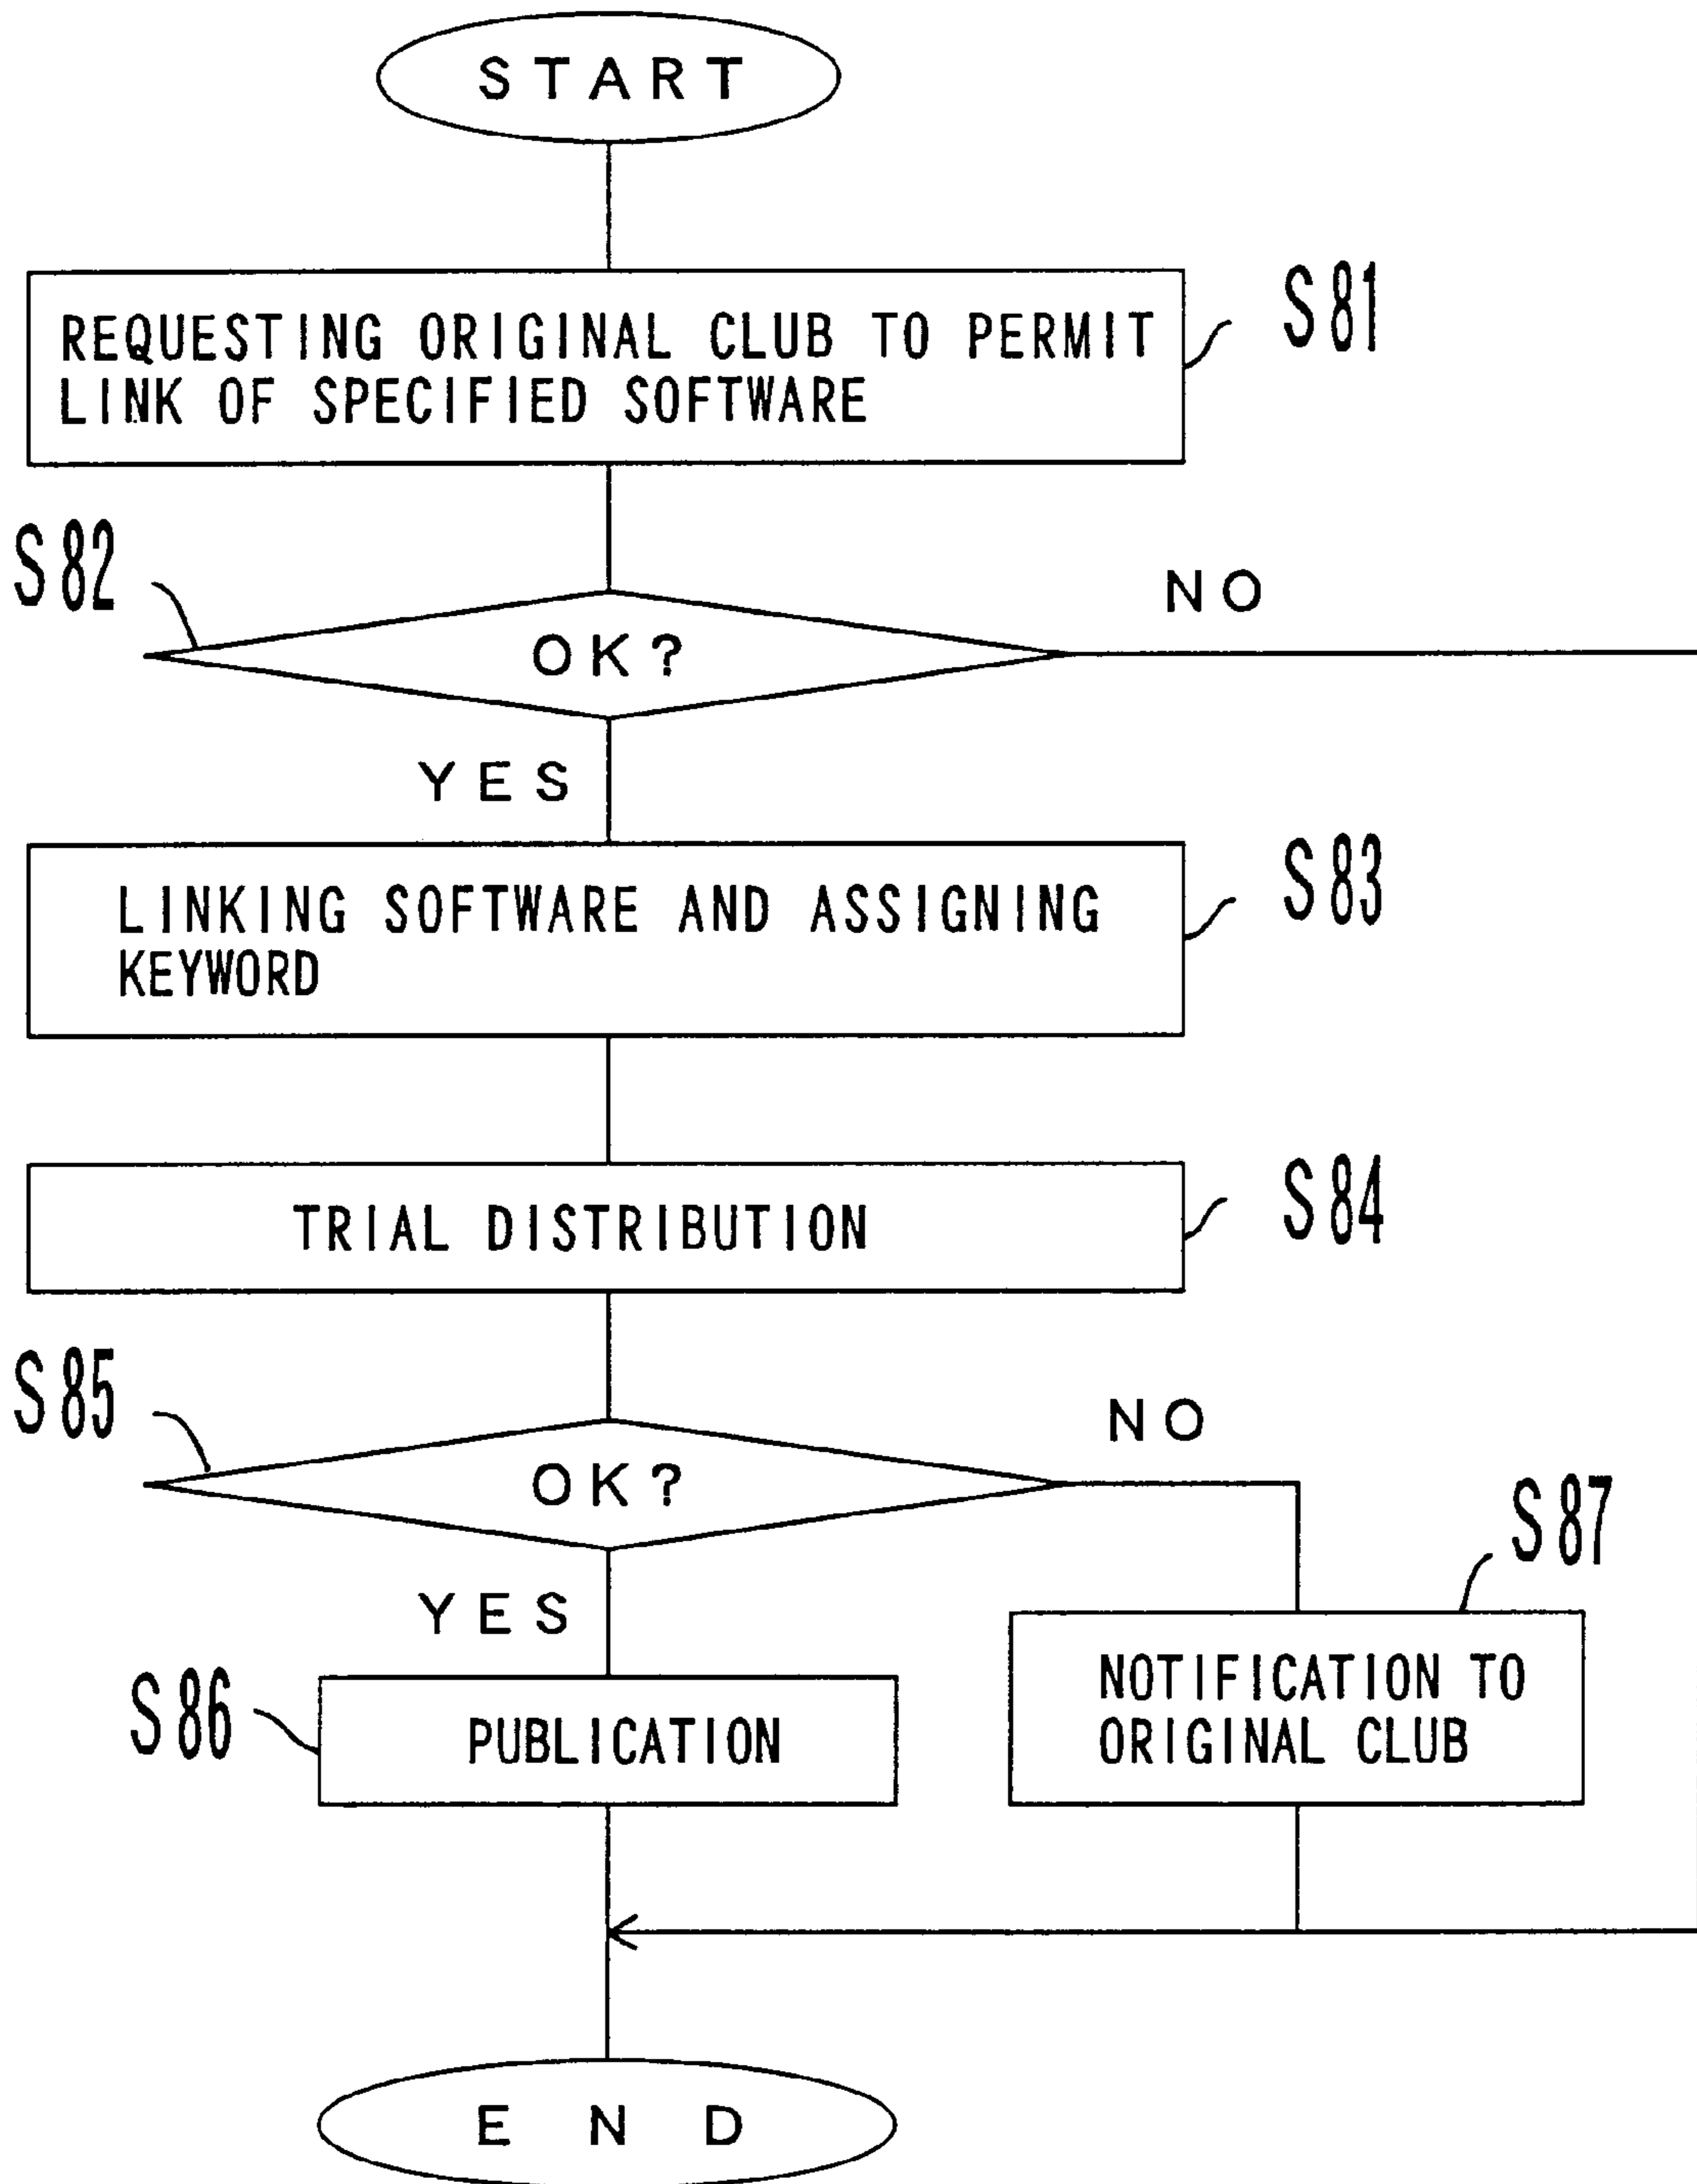 START
REQUESTING ORIGINAL CLUB TO PERMIT
LINK OF SPECIFIED SOFTWARE
S81
S82
OK?
NO
YES
LINKING SOFTWARE AND ASSIGNING
KEYWORD
S83
TRIAL DISTRIBUTION
S84
S85
OK?
NO
YES
S87
S86
PUBLICATION
NOTIFICATION TO
ORIGINAL CLUB
END